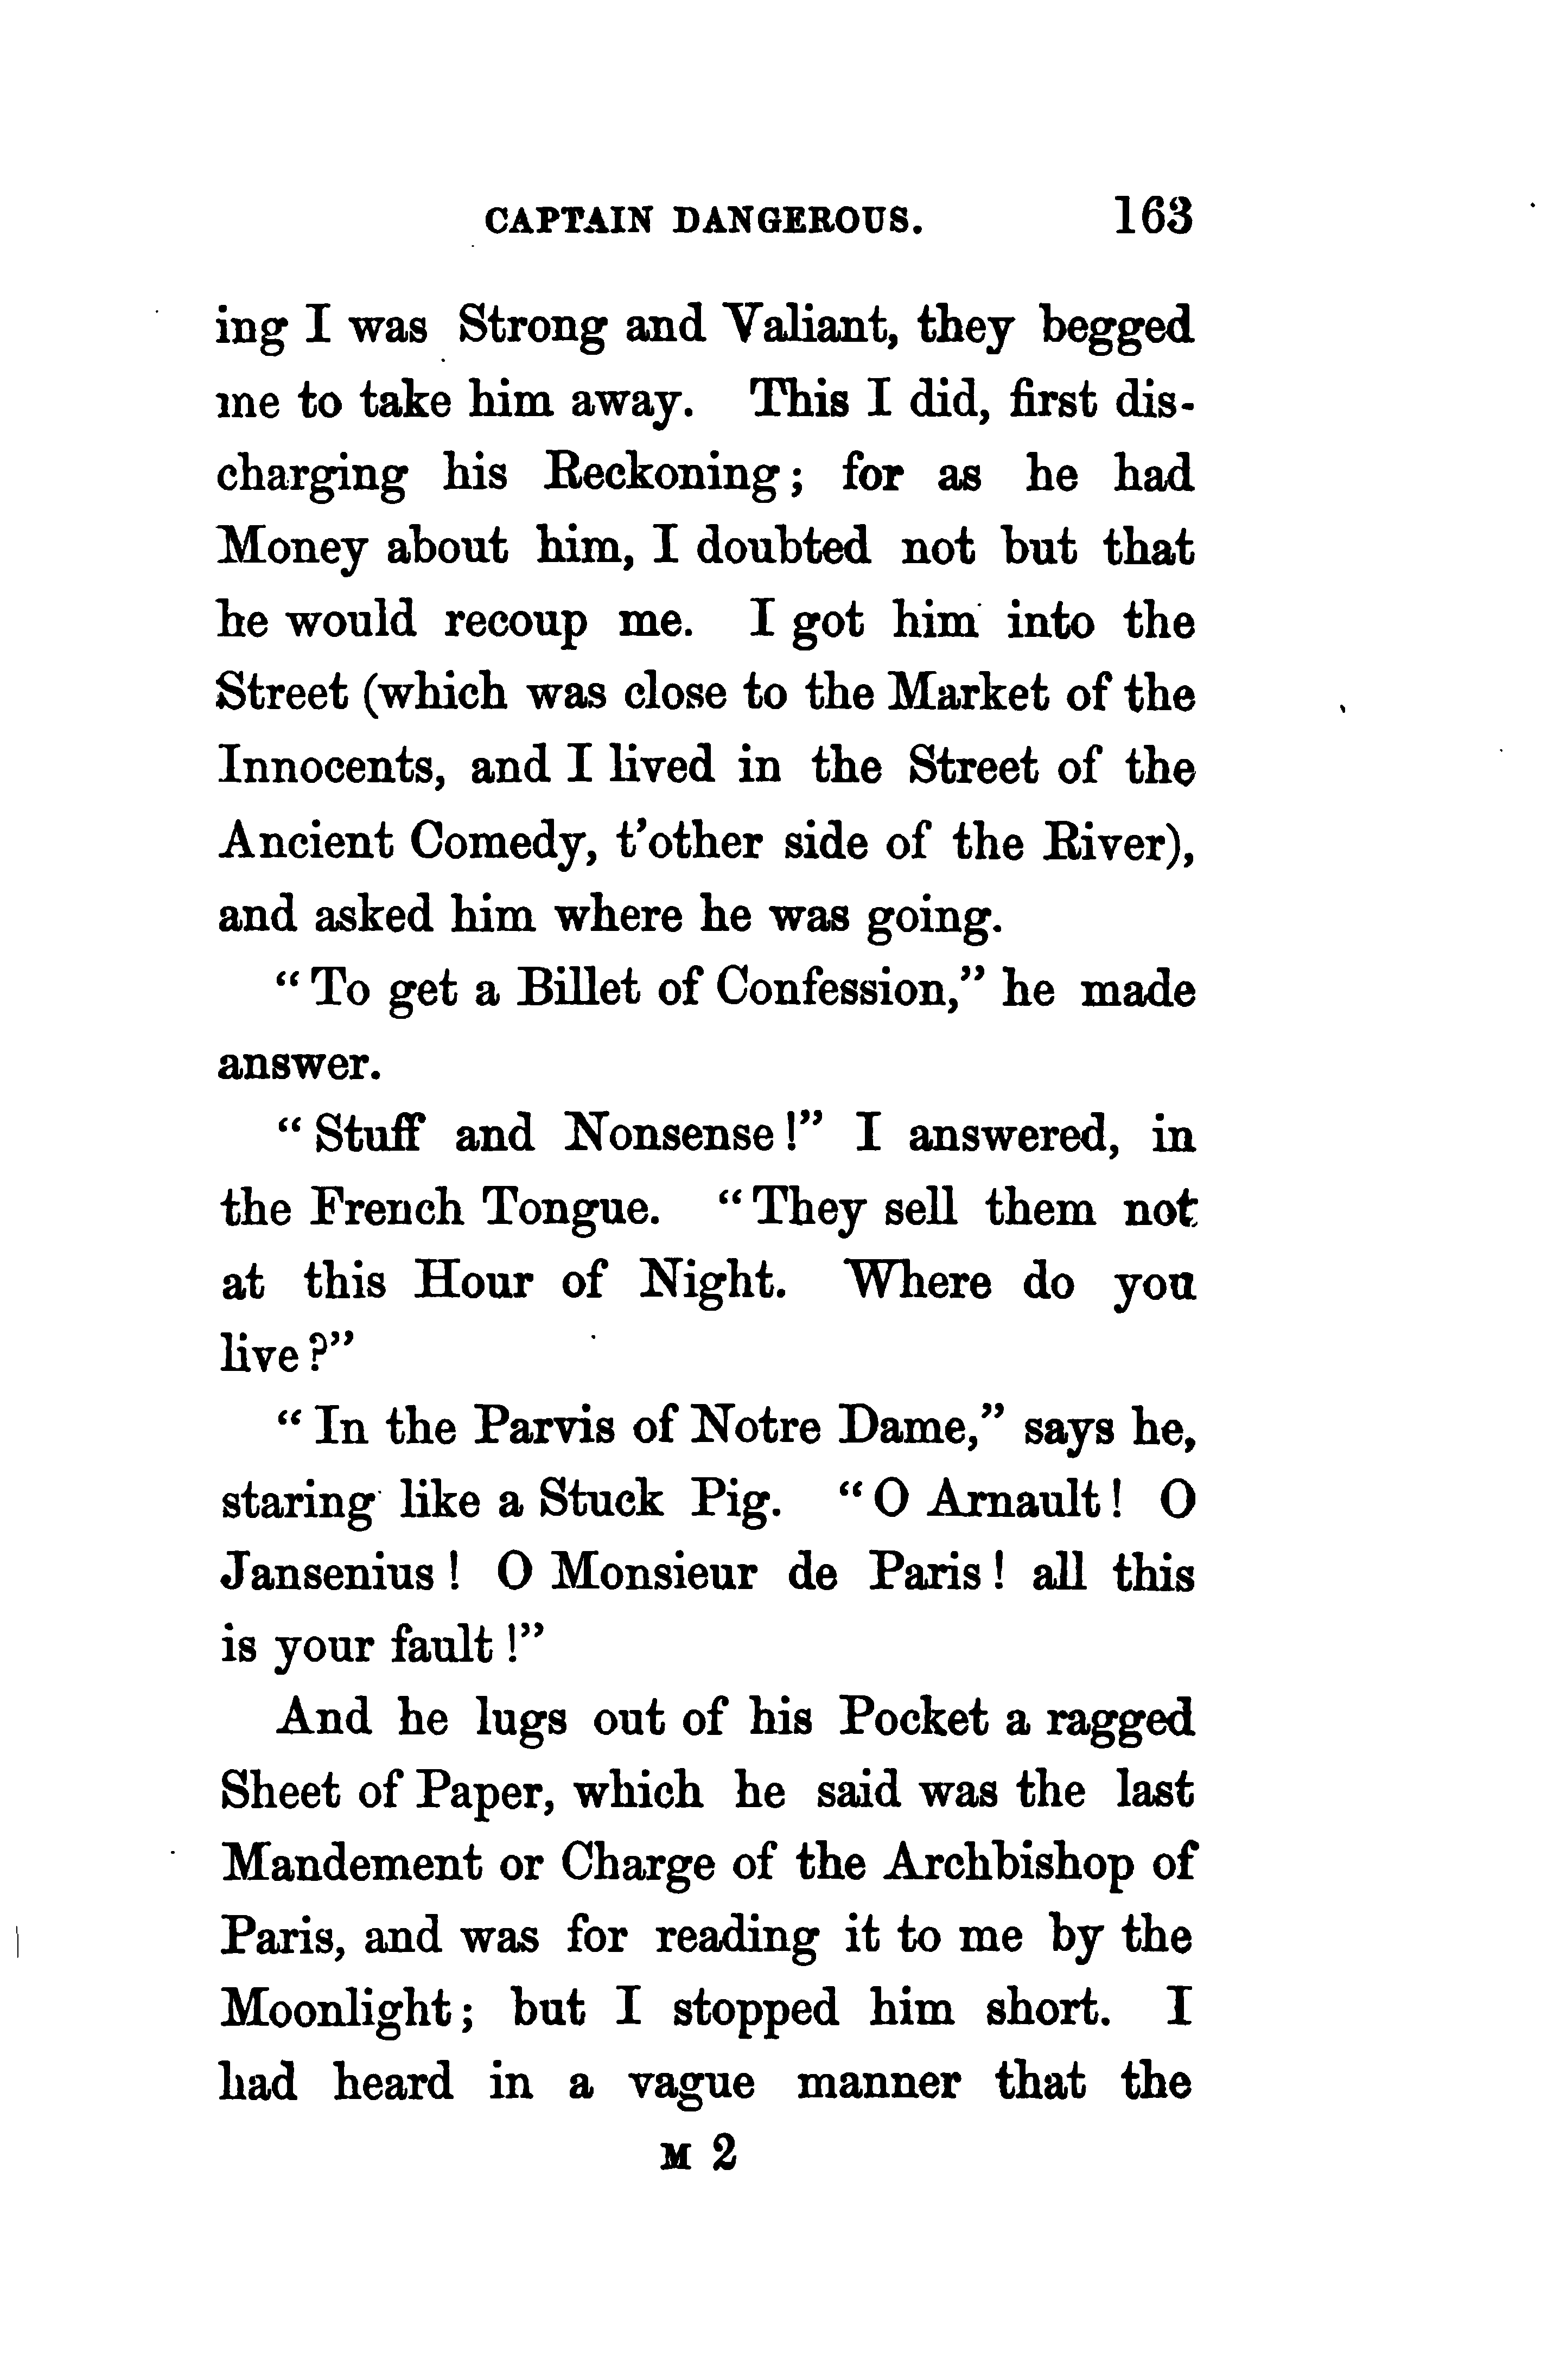 CAPTAIN DANGEROUS. 163
ing I was Strong and Valiant, they begged
me to take him away. This I did, first dis-
charging his Reckoning; for as he had
Money about him, I doubted not but that
he would recoup me. I got him into the
Street (which was close to the Market of the
Innocents, and I lived in the Street of the
Ancient Comedy, t'other side of the River),
and asked him where he was going.
"To get a Billet of Confession," he made
answer.
"Stuff and Nonsense!" I answered, in
the French Tongue. "They sell them not
at this Hour of Night. Where do you
live?"
"In the Parvis of Notre Dame," says he,
staring like a Stuck Pig. "O Arnault! O
Jansenius! O Monsieur de Paris! all this
is your fault!"
And he lugs out of his Pocket a ragged
Sheet of Paper, which he said was the last
Mandement or Charge of the Archbishop of
Paris, and was for reading it to me by the
Moonlight; but I stopped him short. I
had heard in a vague manner that the
M 2